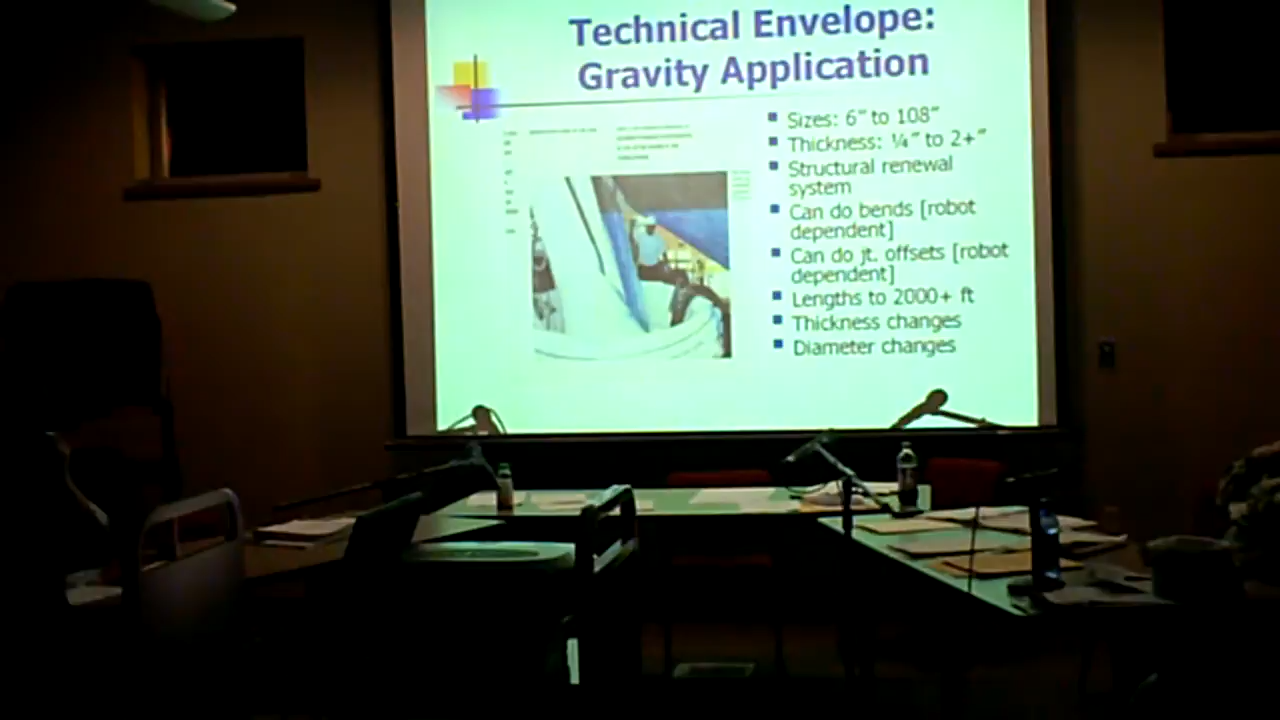 Technical Envelope:
Gravity Application
Sizes: 6" to 108"
Thickness: ¼" to 2+"
Structural renewal
system
Can do bends [robot
dependent]
Can do jt. offsets [robot
dependent]
Lengths to 2000+ ft
Thickness changes
Diameter changes